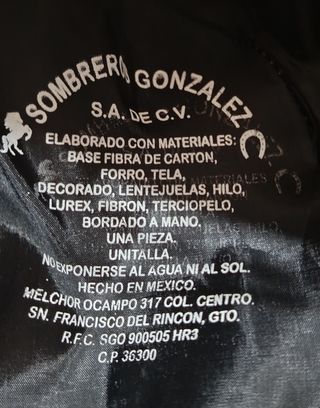 SOMBREROS GONZALEZ
S.A. DE C.V.
ELABORADO CON MATERIALES:
BASE FIBRA DE CARTON,
FORRO, TELA,
DECORADO, LENTEJUELAS, HILO,
LUREX, FIBRON, TERCIOPELO,
BORDADO A MANO.
UNA PIEZA.
UNITALLA.
NO EXPONERSE AL AGUA NI AL SOL.
HECHO EN MEXICO.
MELCHOR OCAMPO 317 COL. CENTRO.
SN. FRANCISCO DEL RINCON, GTO.
R.F.C. SGO 900505 HR3
C.P. 36300